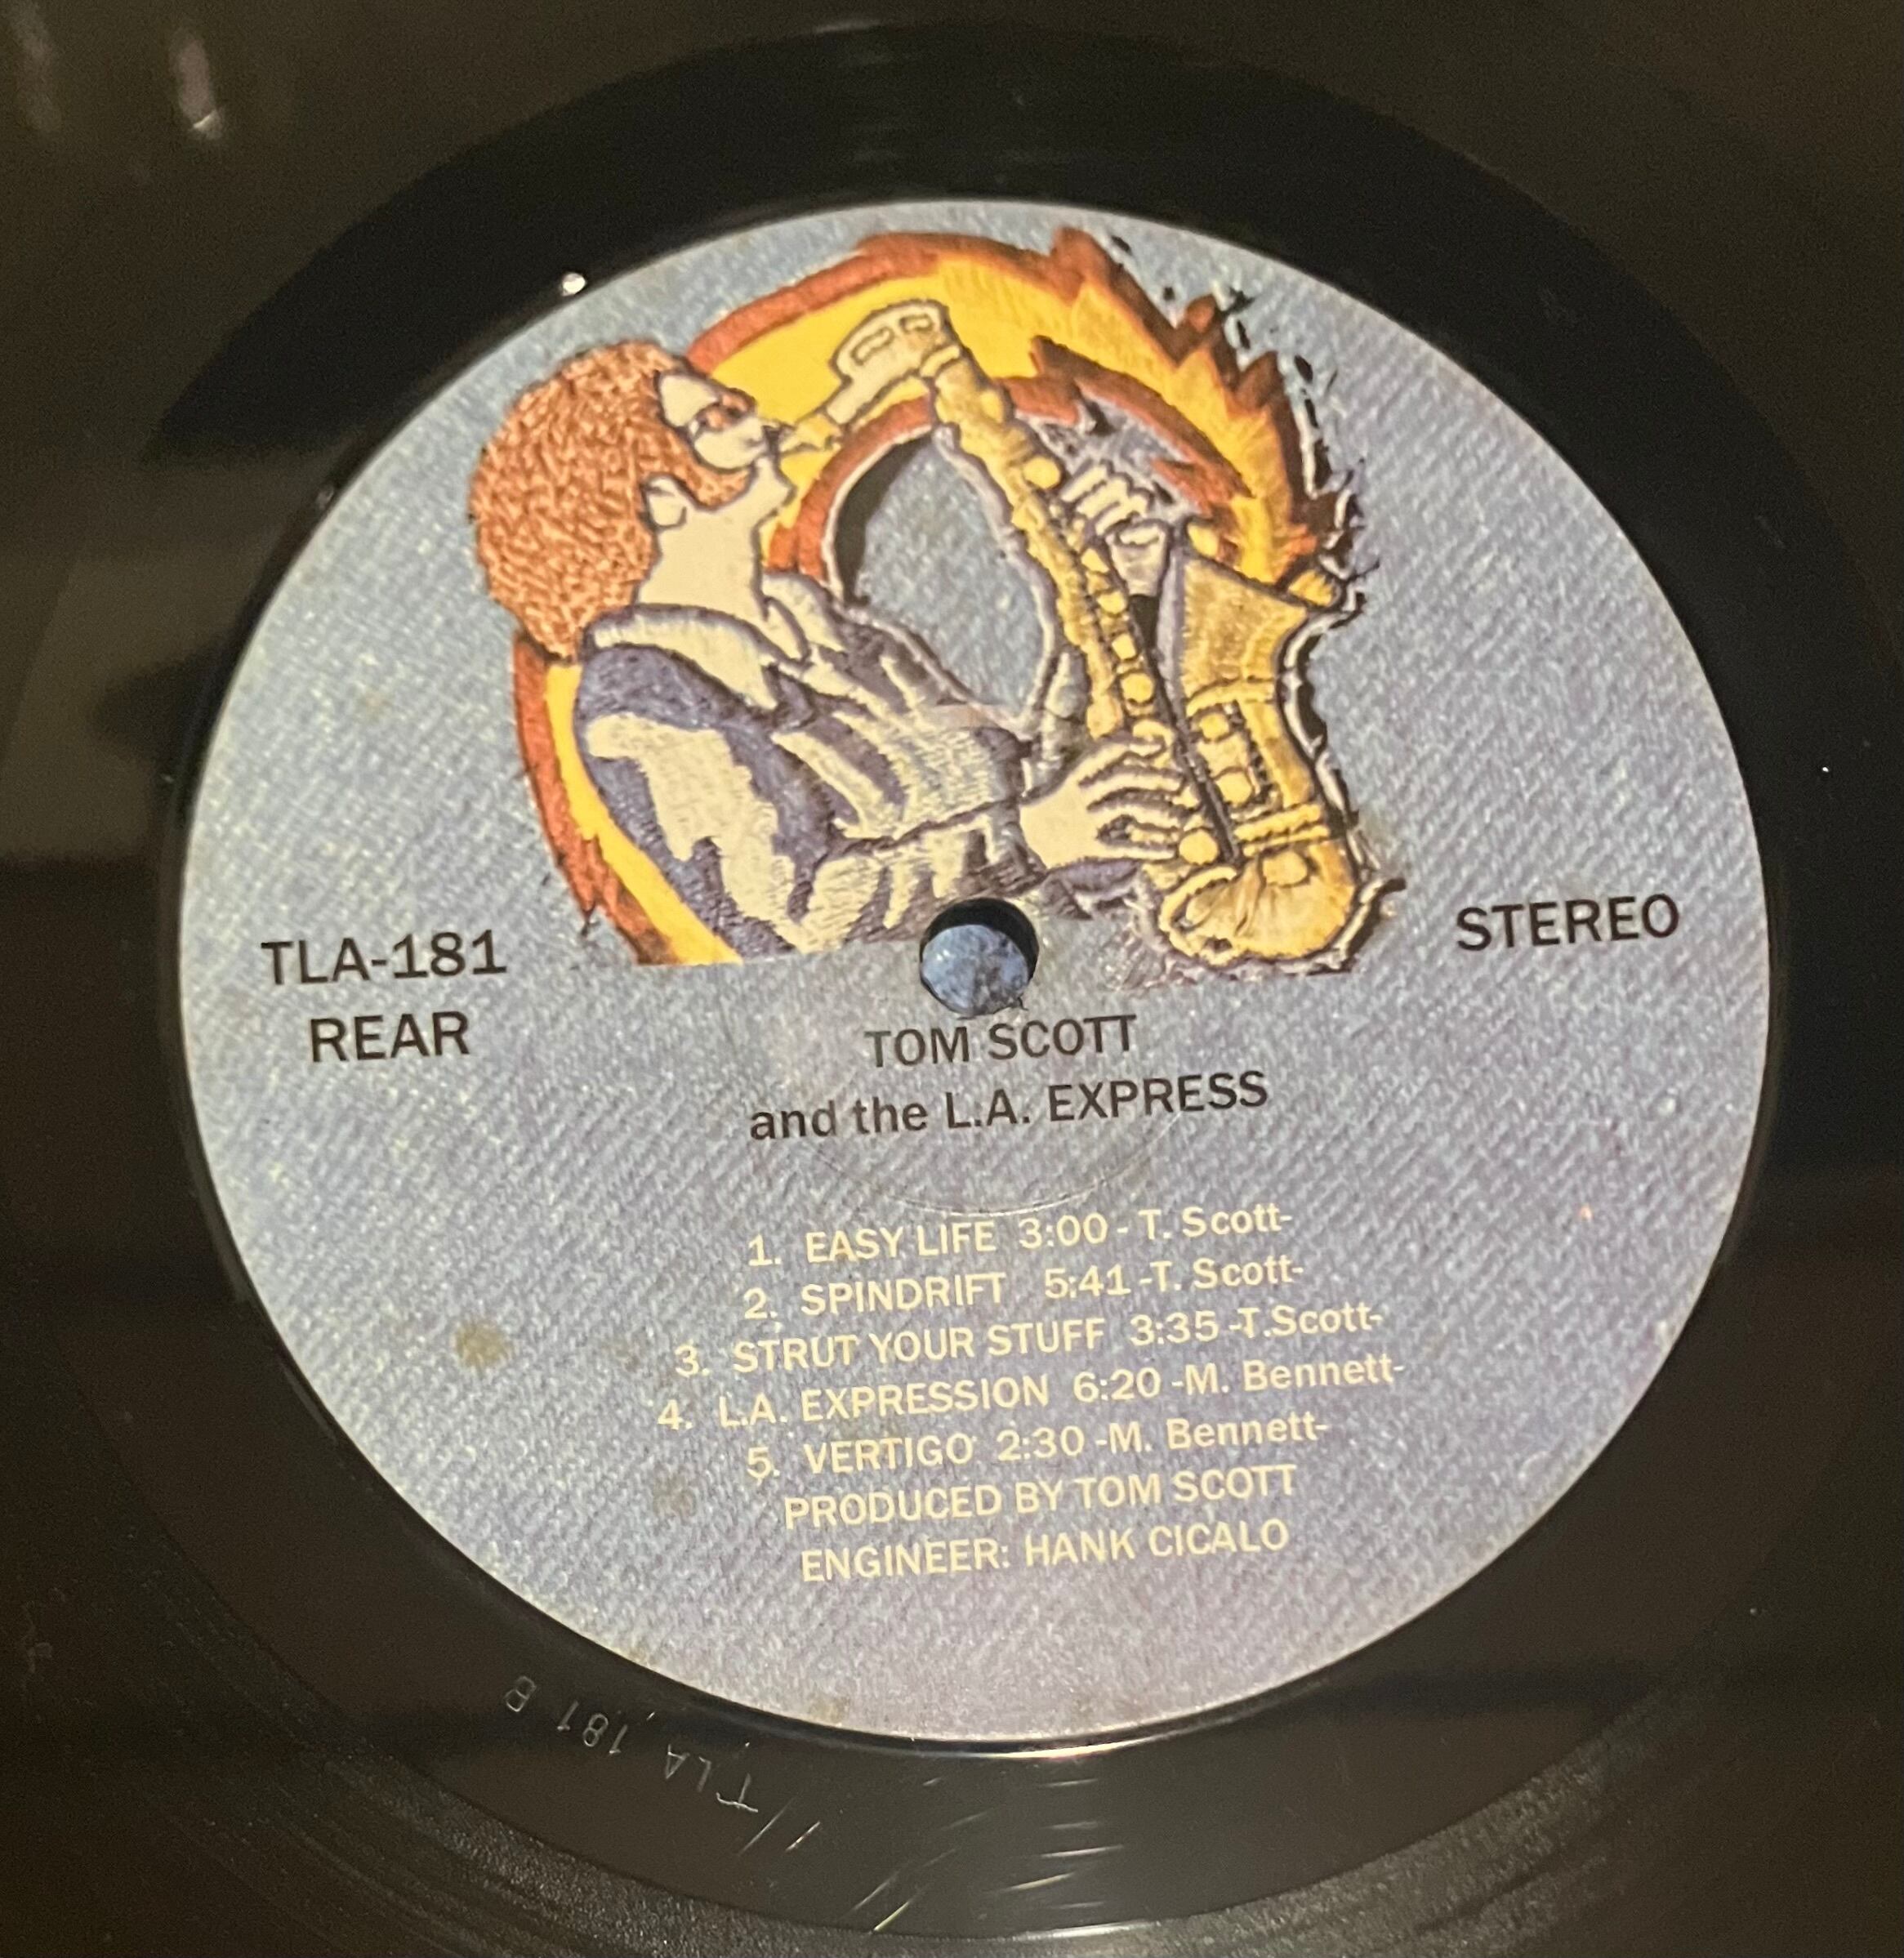 TLA-181
REAR
STEREO
TOM SCOTT
and the L.A. EXPRESS
1. EASY LIFE 3:00 - T. Scott-
2. SPINDRIFT 5:41 -T. Scott-
3. STRUT YOUR STUFF 3:35 -T.Scott-
4. L.A. EXPRESSION 6:20 -M. Bennett-
5. VERTIGO 2:30 -M. Bennett-
PRODUCED BY TOM SCOTT
ENGINEER: HANK CICALO
TLA 181 B